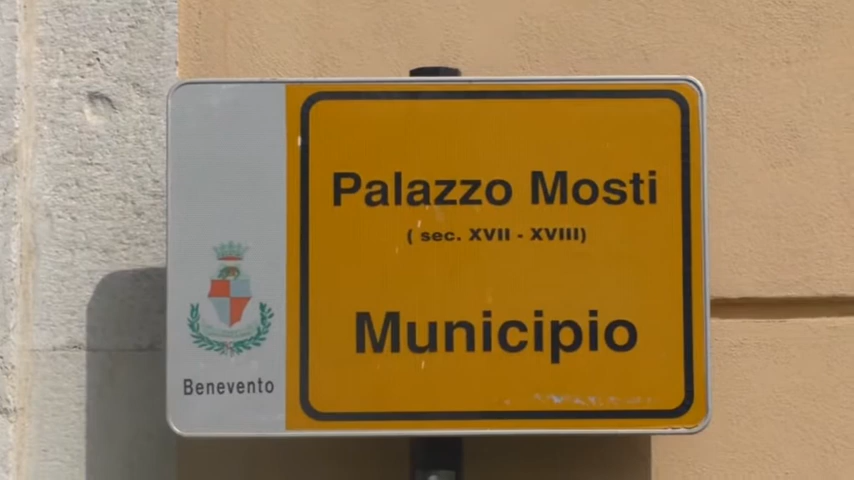 Palazzo Mosti
( sec. XVII - XVIII)
Municipio
Benevento